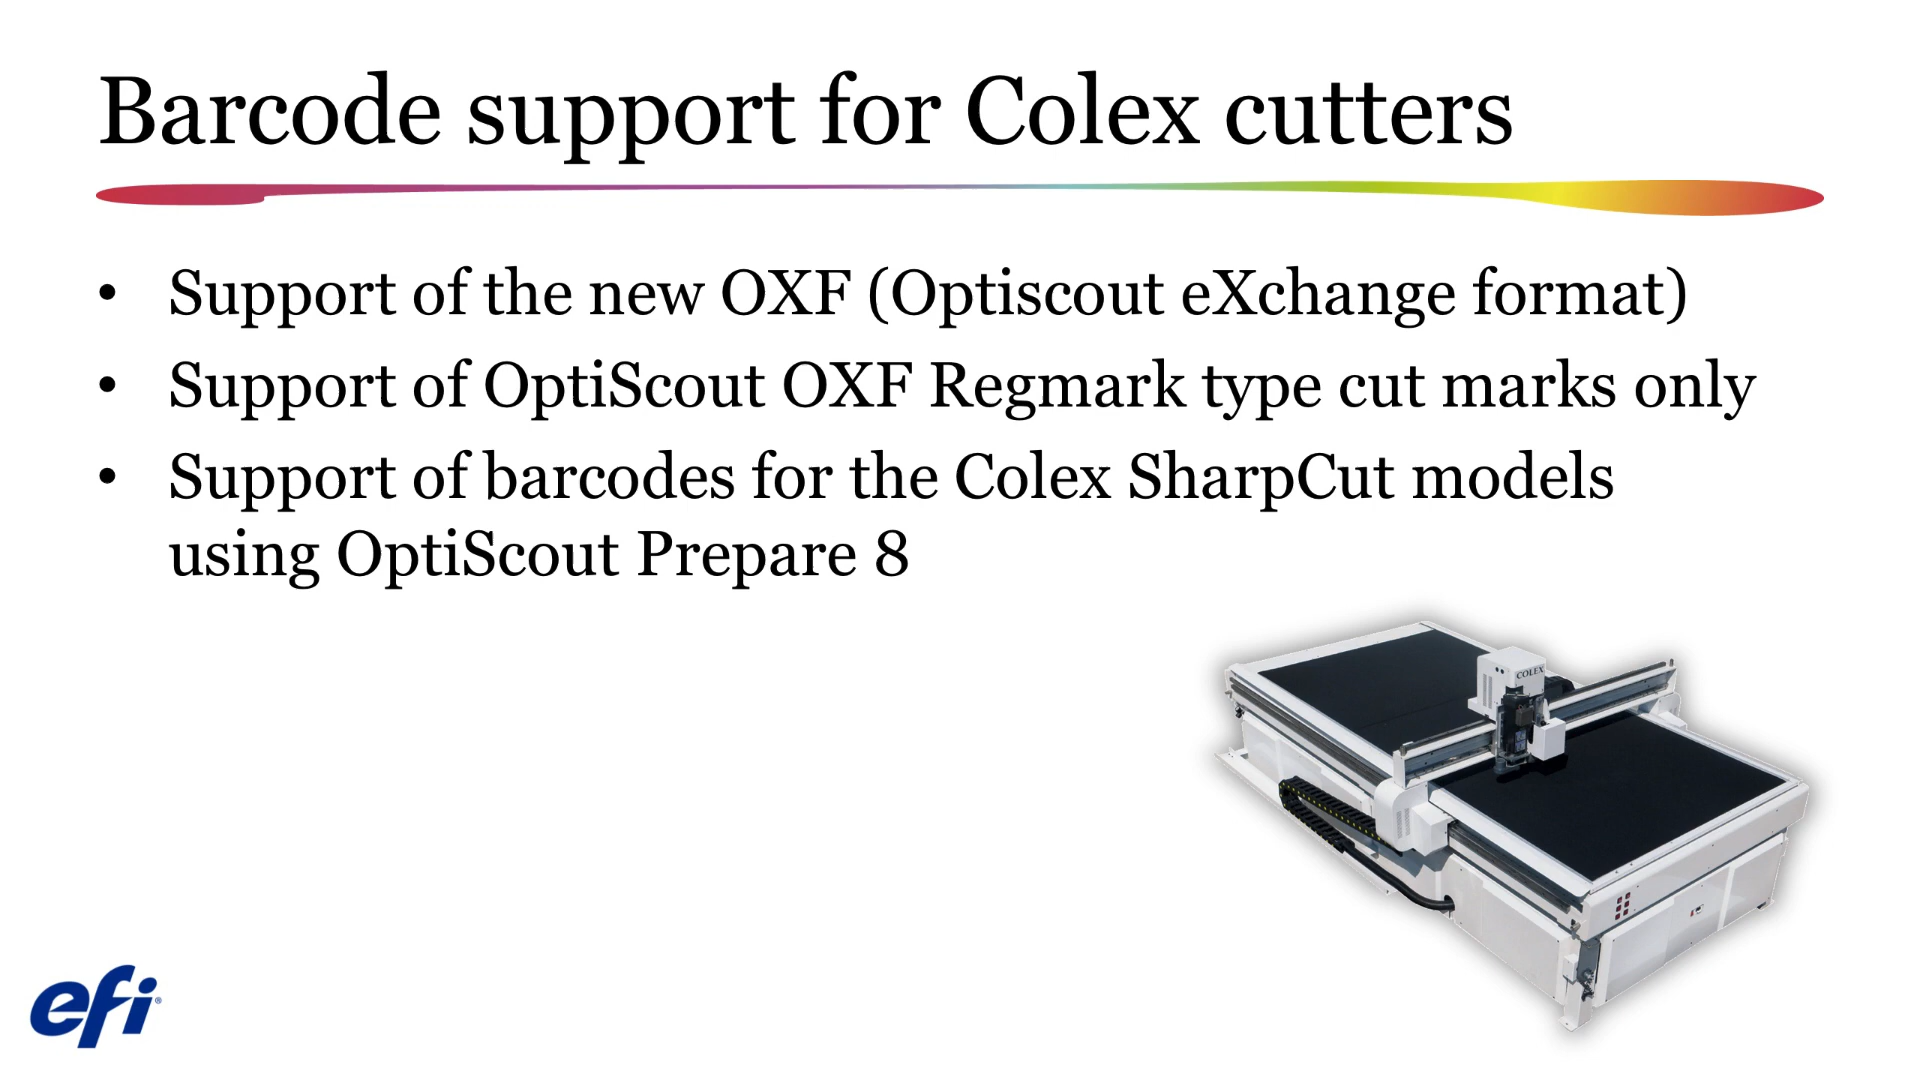 Barcode support for Colex cutters
• Support of the new OXF (Optiscout eXchange format)
• Support of OptiScout OXF Regmark type cut marks only
• Support of barcodes for the Colex SharpCut models
using OptiScout Prepare 8
COLEX
efi®